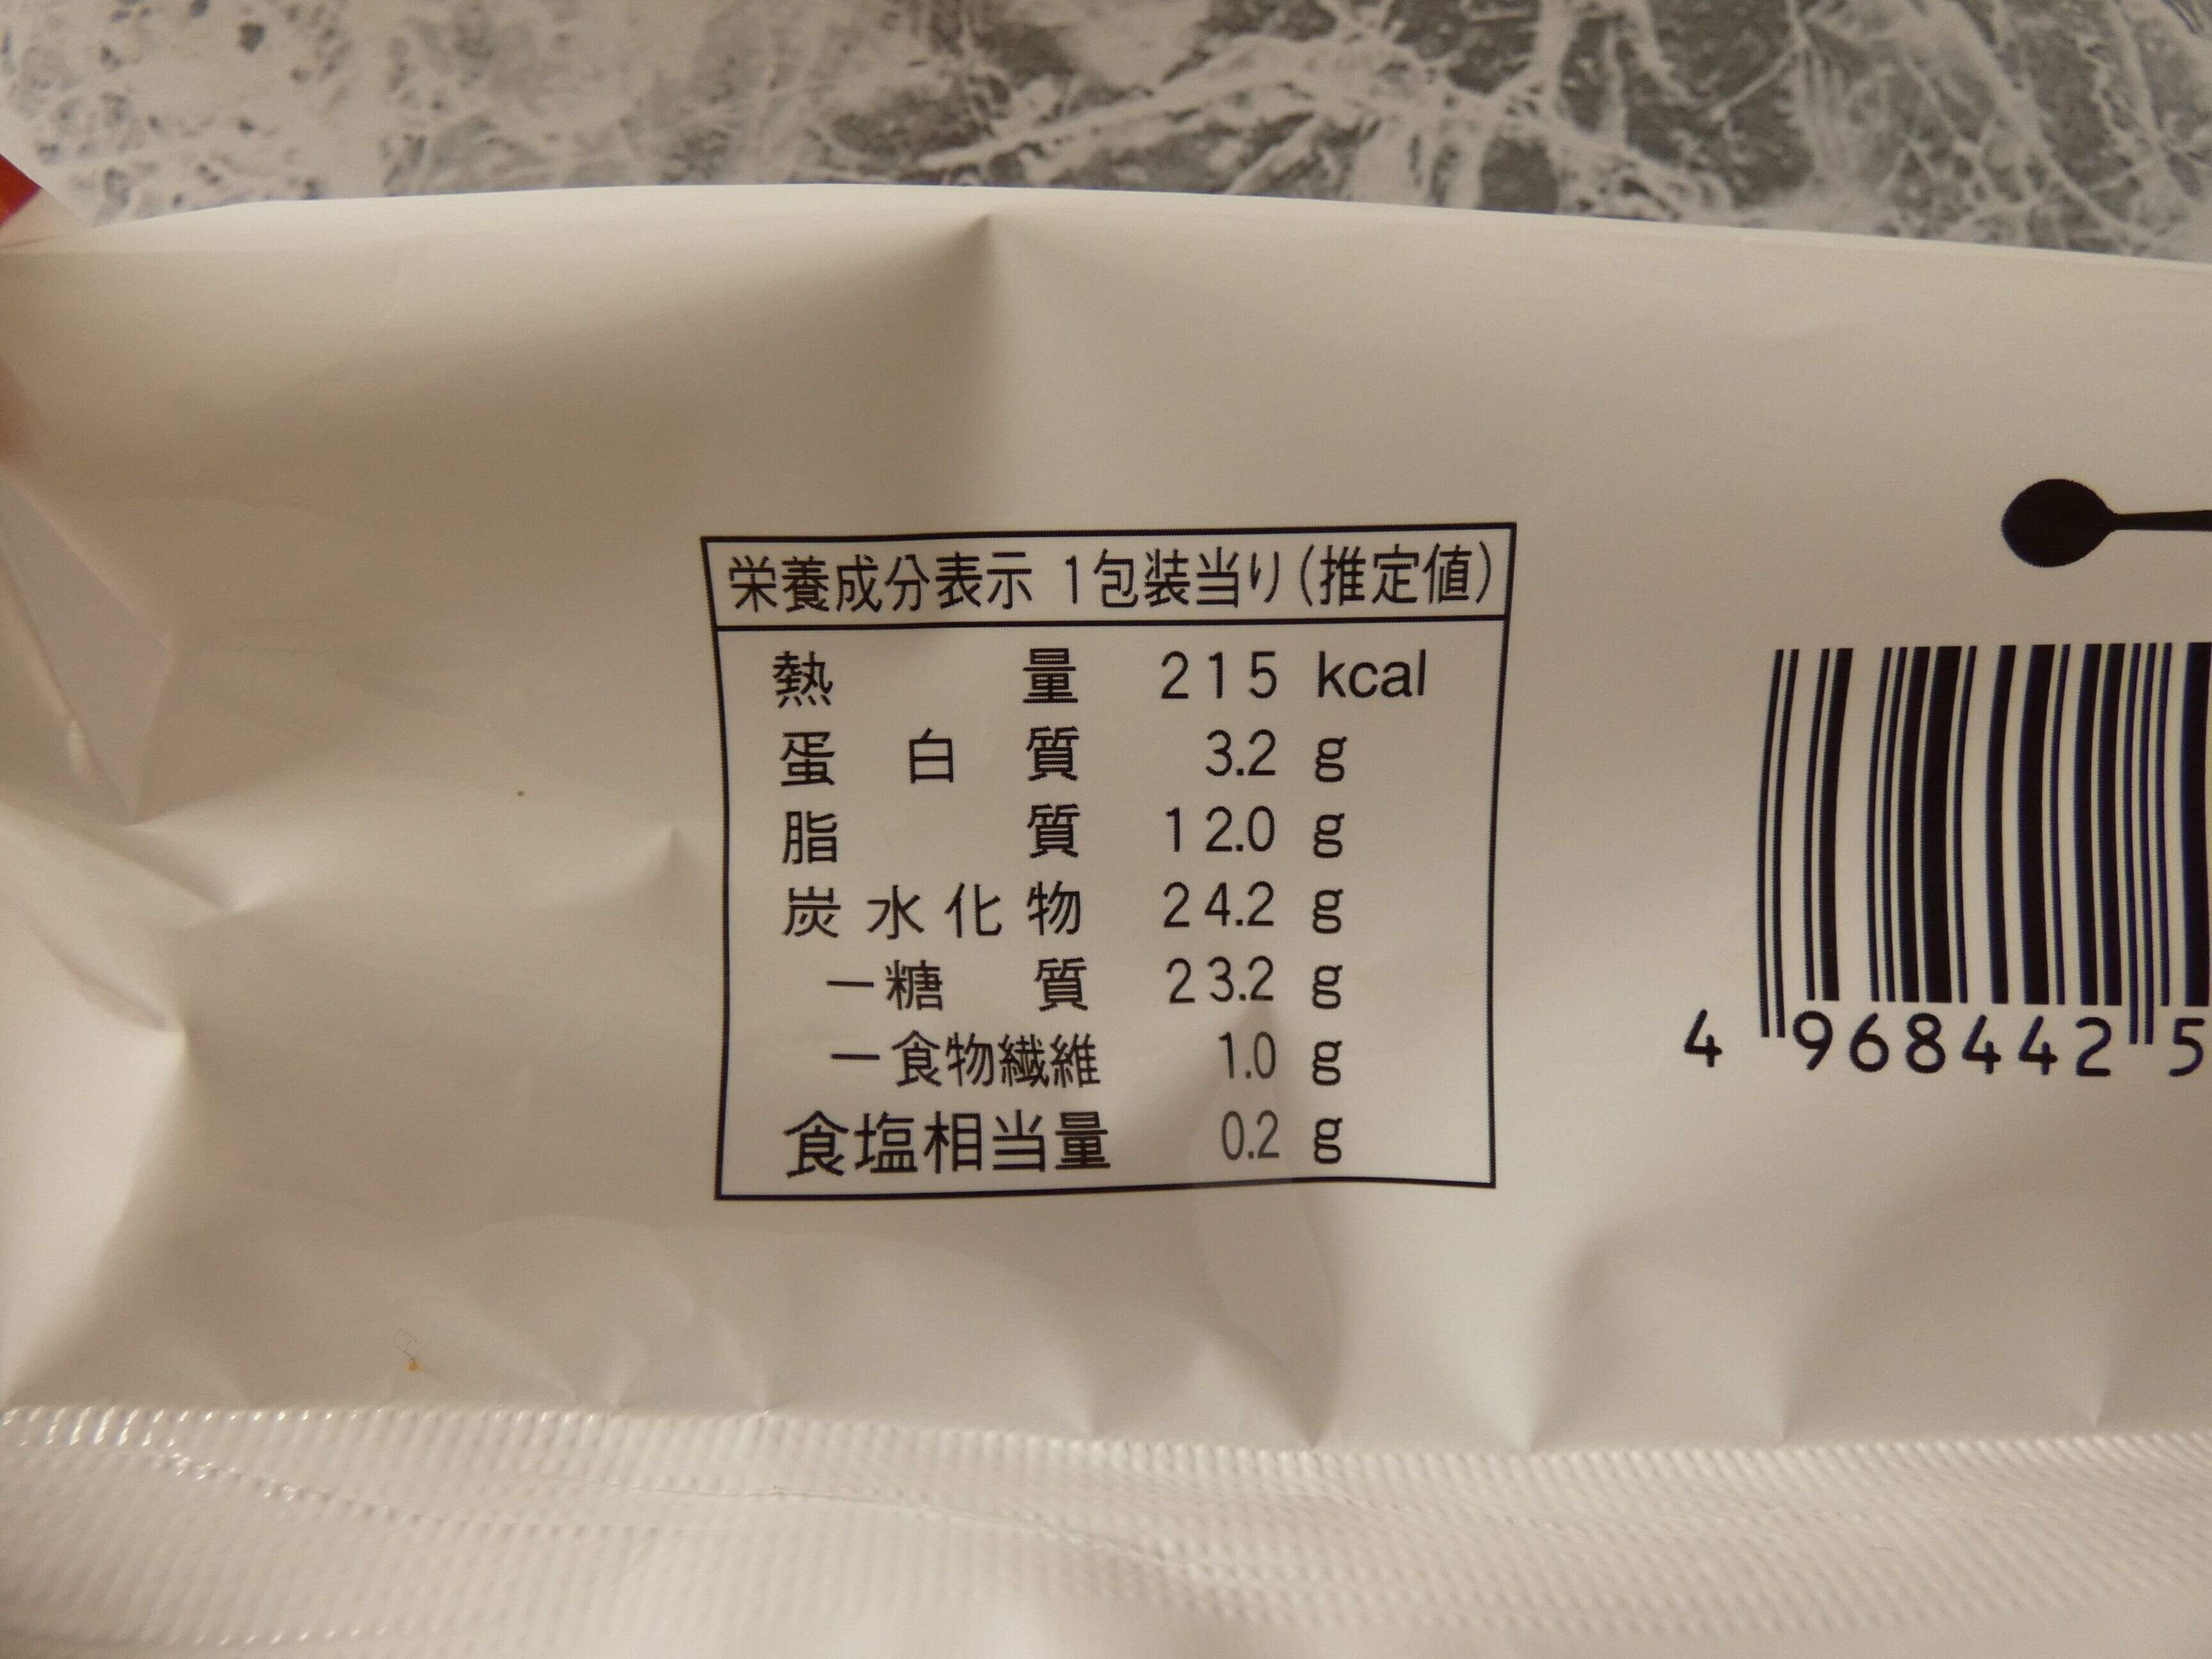 栄養成分表示 1包装当り(推定値)
熱量 215 kcal
蛋白質 3.2 g
脂質 12.0 g
炭水化物 24.2 g
－糖質 23.2 g
－食物繊維 1.0 g
食塩相当量 0.2 g
4 968442 5